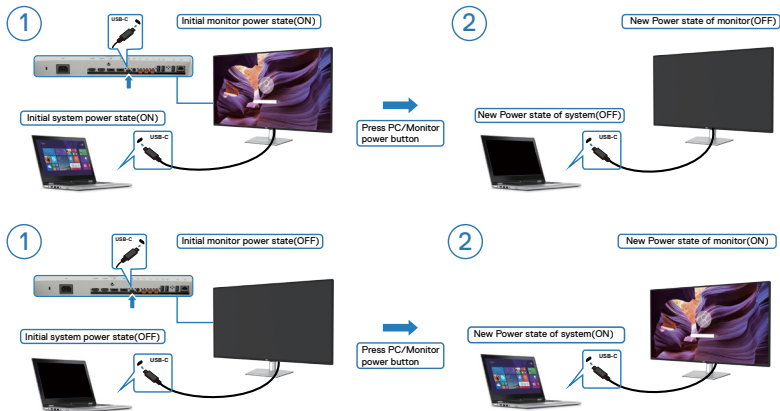 1
USB-C
Initial monitor power state(ON)
2
New Power state of monitor(OFF)
Initial system power state(ON)
USB-C
Press PC/Monitor
power button
New Power state of system(OFF)
USB-C
1
USB-C
Initial monitor power state(OFF)
2
New Power state of monitor(ON)
Initial system power state(OFF)
USB-C
Press PC/Monitor
power button
New Power state of system(ON)
USB-C